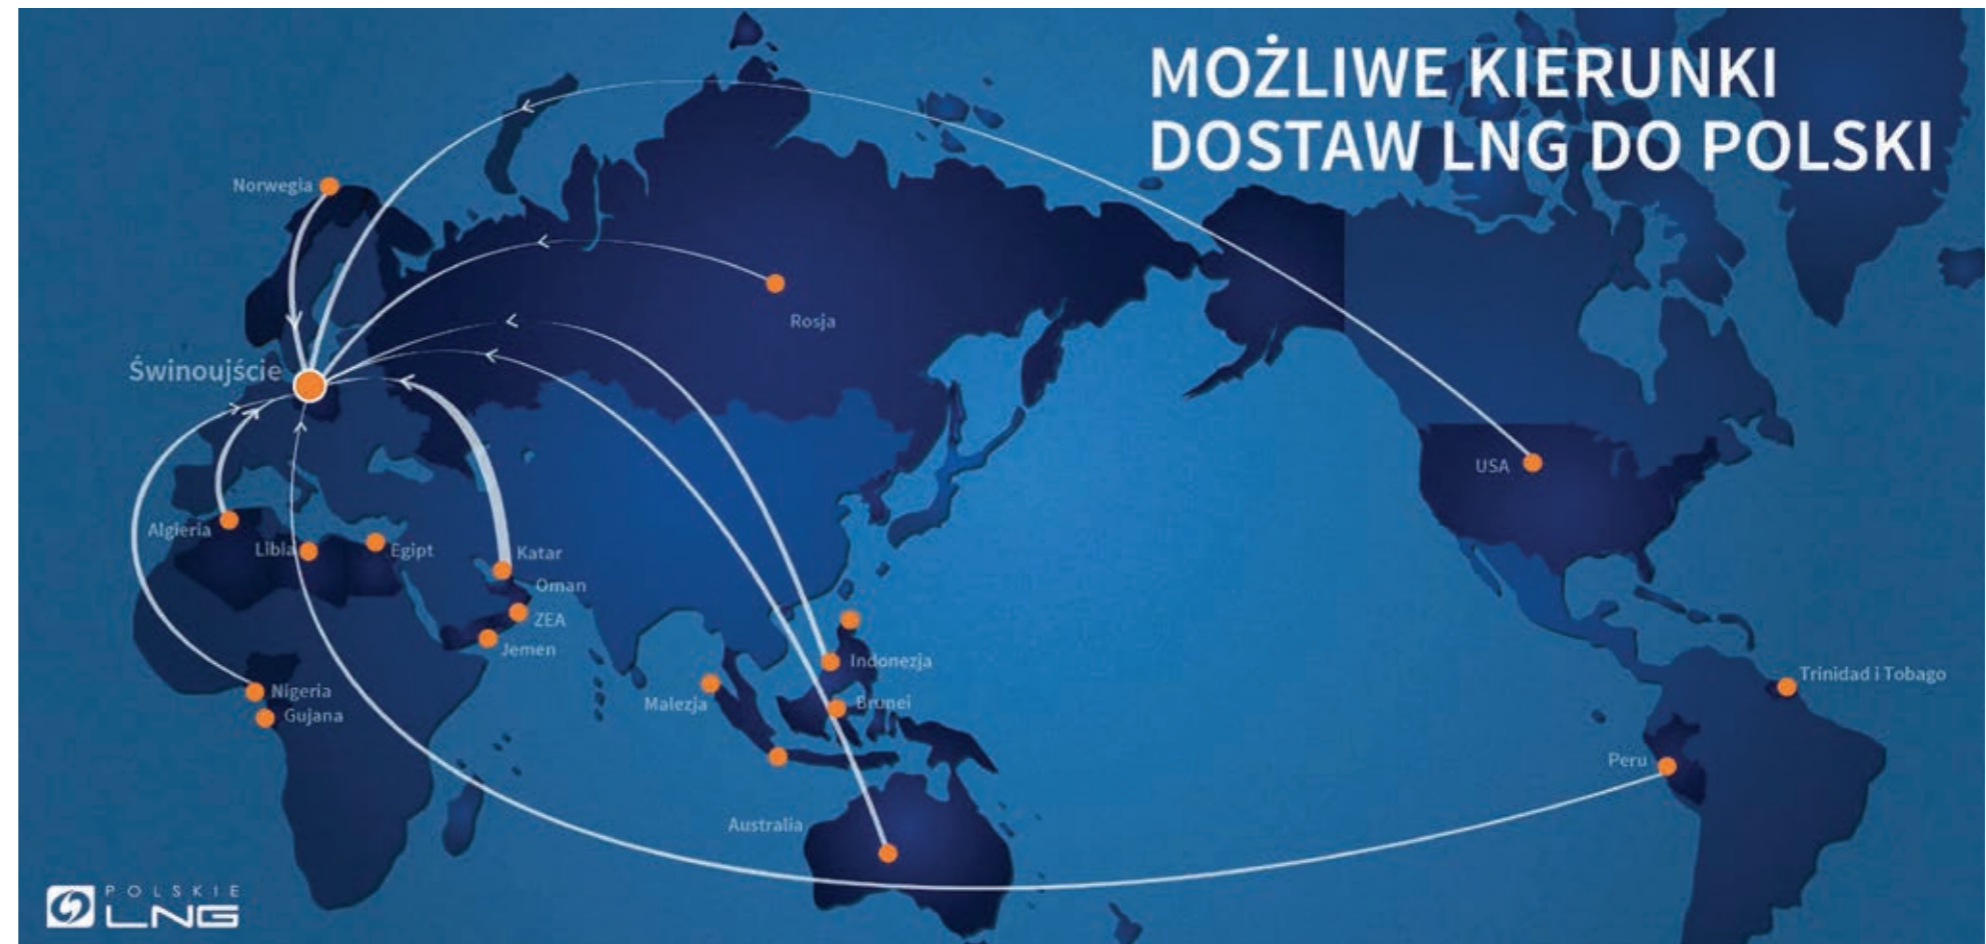 MOŻLIWE KIERUNKI
DOSTAW LNG DO POLSKI
Norwegia
Rosja
Świnoujście
USA
Algieria
Libia
Egipt
Katar
Oman
ZEA
Jemen
Nigeria
Gujana
Indonezja
Malezja
Brunei
Trinidad i Tobago
Peru
Australia
POLSKIE
LNG